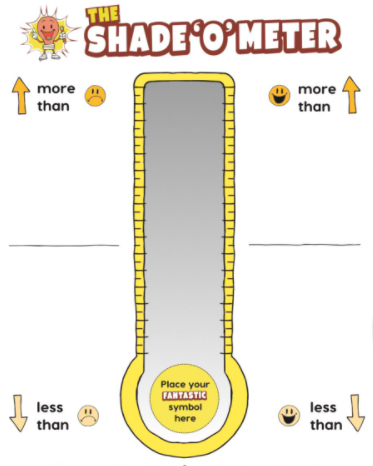 THE
SHADE‘O’METER
more
than
more
than
Place your
FANTASTIC
symbol
here
less
than
less
than